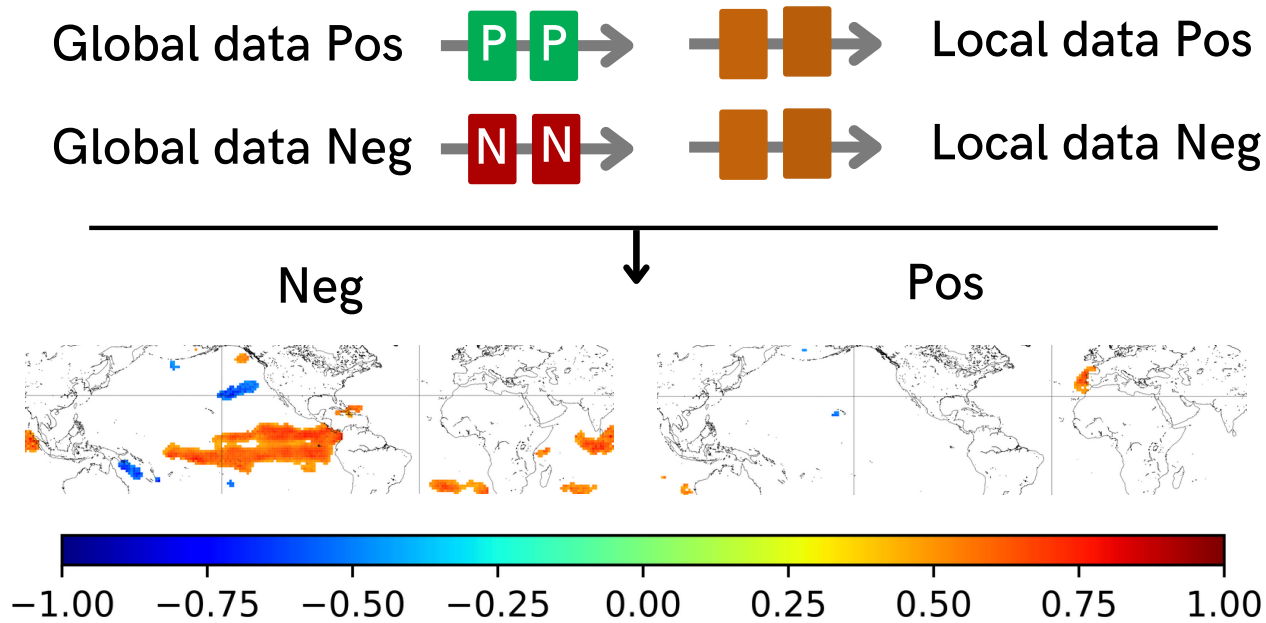 Global data Pos P P Local data Pos
Global data Neg N N Local data Neg
Neg Pos
−1.00 −0.75 −0.50 −0.25 0.00 0.25 0.50 0.75 1.00